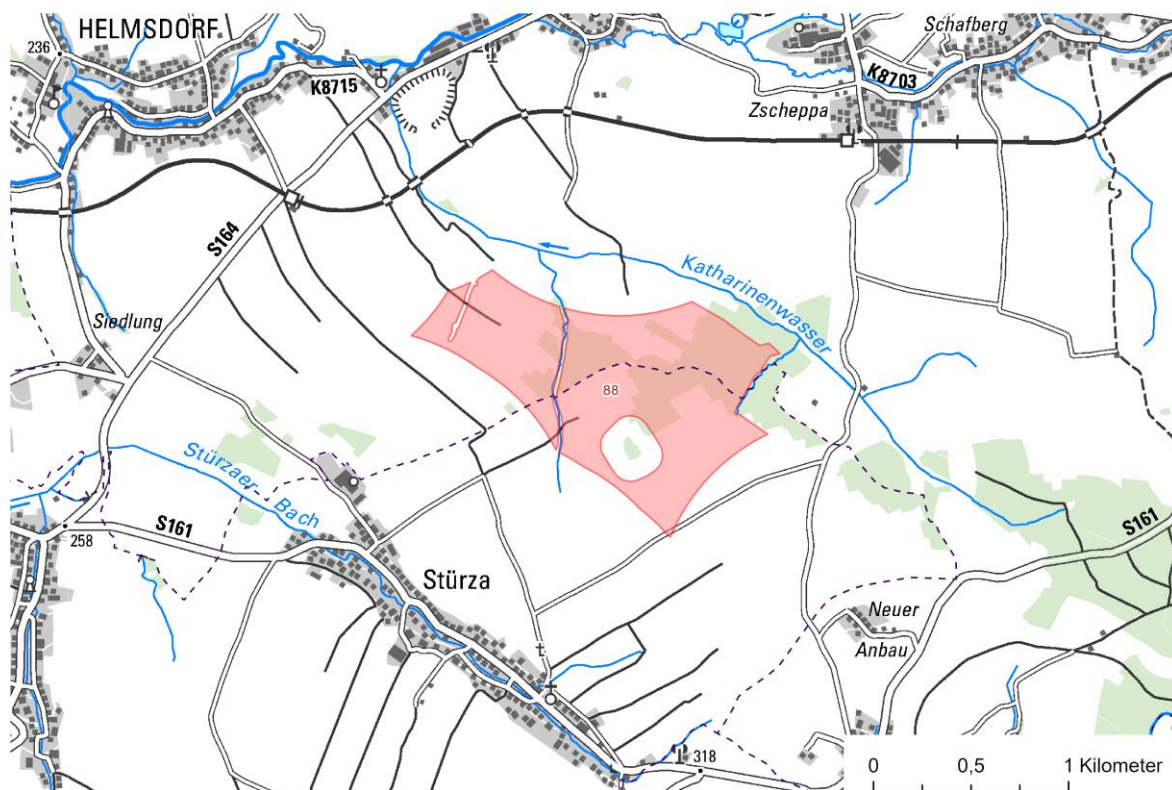 HELMSDORF
236
K8715
Schafberg
K8703
Zscheppa
S164
Katharinenwasser
Siedlung
88
Stürzaer Bach
S161
S161
258
Stürza
Neuer
Anbau
318
0 0,5 1 Kilometer